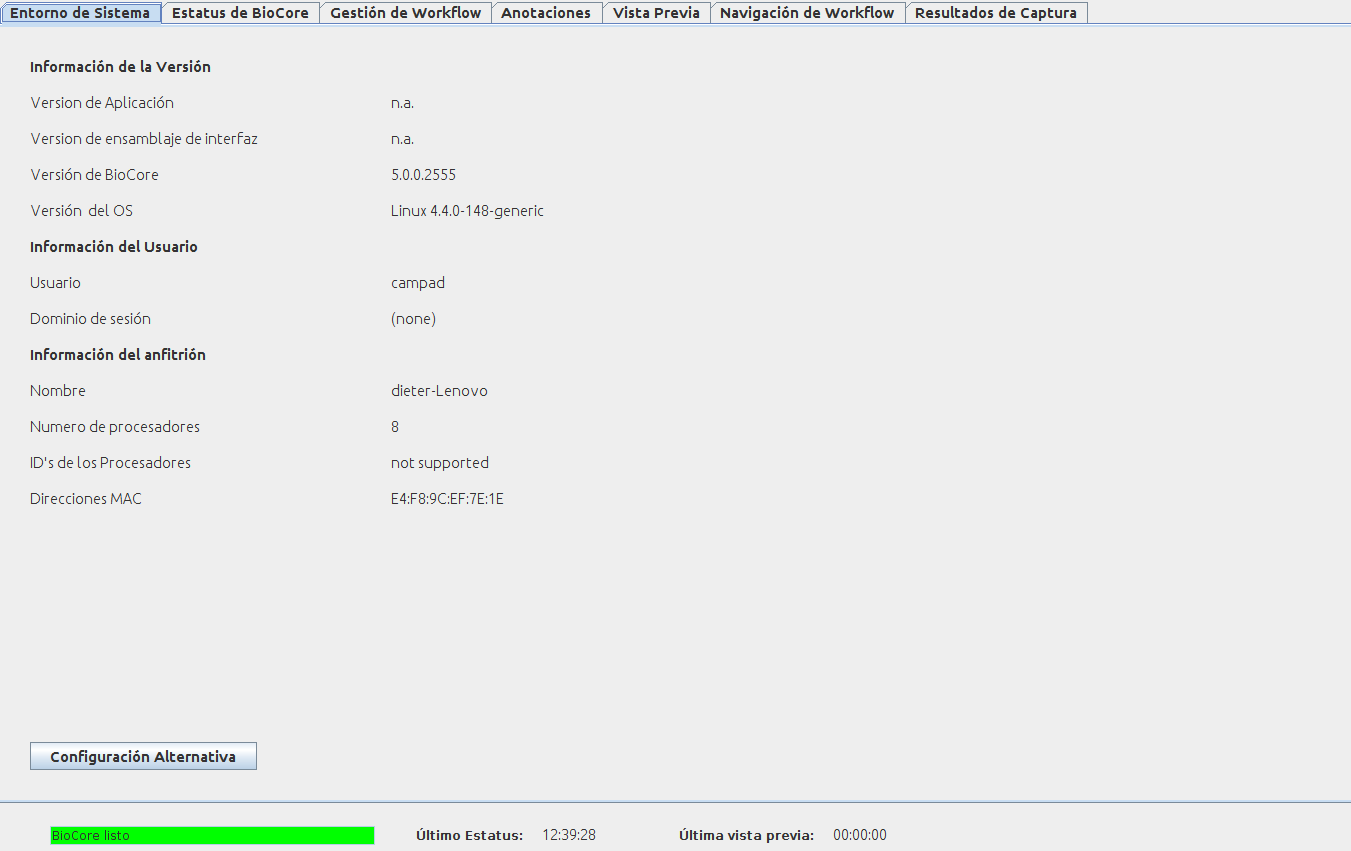 Entorno de Sistema Estatus de BioCore Gestión de Workflow Anotaciones Vista Previa Navigación de Workflow Resultados de Captura
Información de la Versión
Version de Aplicación n.a.
Version de ensamblaje de interfaz n.a.
Versión de BioCore 5.0.0.2555
Versión del OS Linux 4.4.0-148-generic
Información del Usuario
Usuario campad
Dominio de sesión (none)
Información del anfitrión
Nombre dieter-Lenovo
Numero de procesadores 8
ID's de los Procesadores not supported
Direcciones MAC E4:F8:9C:EF:7E:1E
Configuración Alternativa
BioCore listo Último Estatus: 12:39:28 Última vista previa: 00:00:00